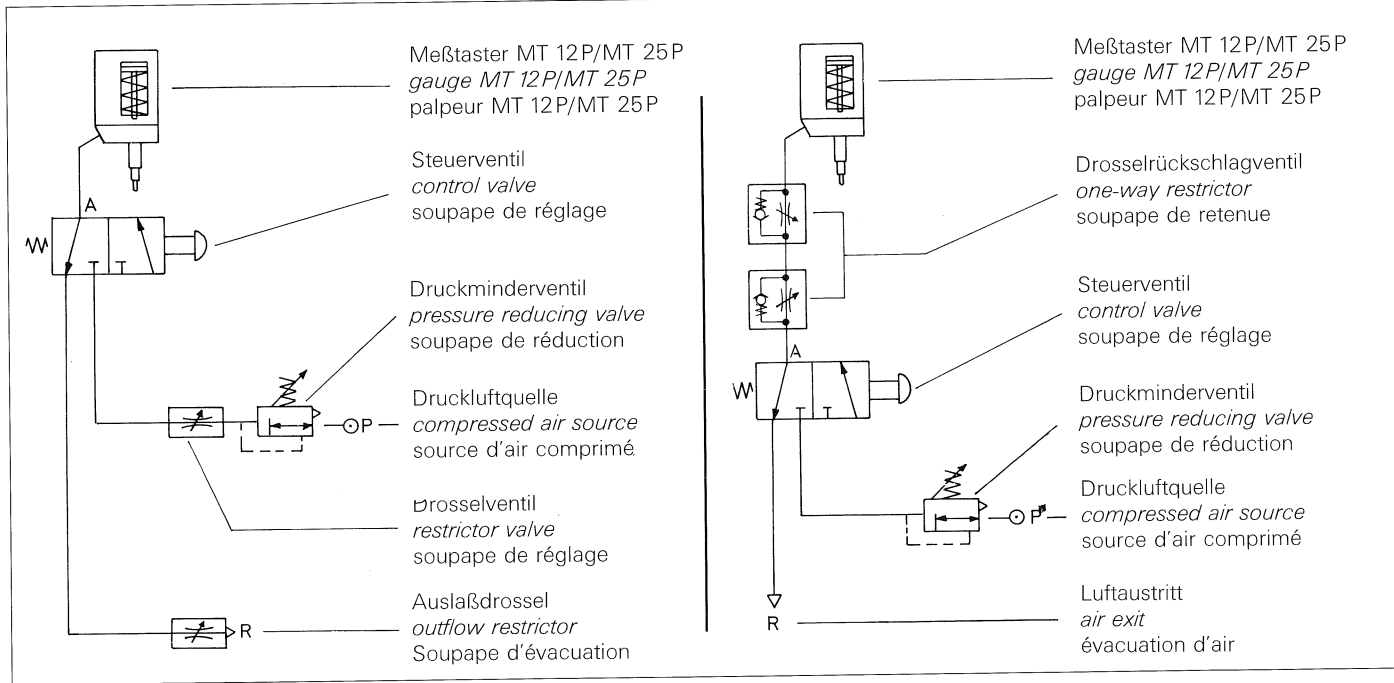 Meßtaster MT 12P/MT 25P
gauge MT 12P/MT 25P
palpeur MT 12P/MT 25P
Steuerventil
control valve
soupape de réglage
A
Druckminderventil
pressure reducing valve
soupape de réduction
Druckluftquelle
P
compressed air source
source d'air comprimé
Drosselventil
restrictor valve
soupape de réglage
Auslaßdrossel
R
outflow restrictor
Soupape d'évacuation
Meßtaster MT 12P/MT 25P
gauge MT 12P/MT 25P
palpeur MT 12P/MT 25P
Drosselrückschlagventil
one-way restrictor
soupape de retenue
Steuerventil
control valve
soupape de réglage
A
Druckminderventil
pressure reducing valve
soupape de réduction
Druckluftquelle
P
compressed air source
source d'air comprimé
Luftaustritt
R
air exit
évacuation d'air